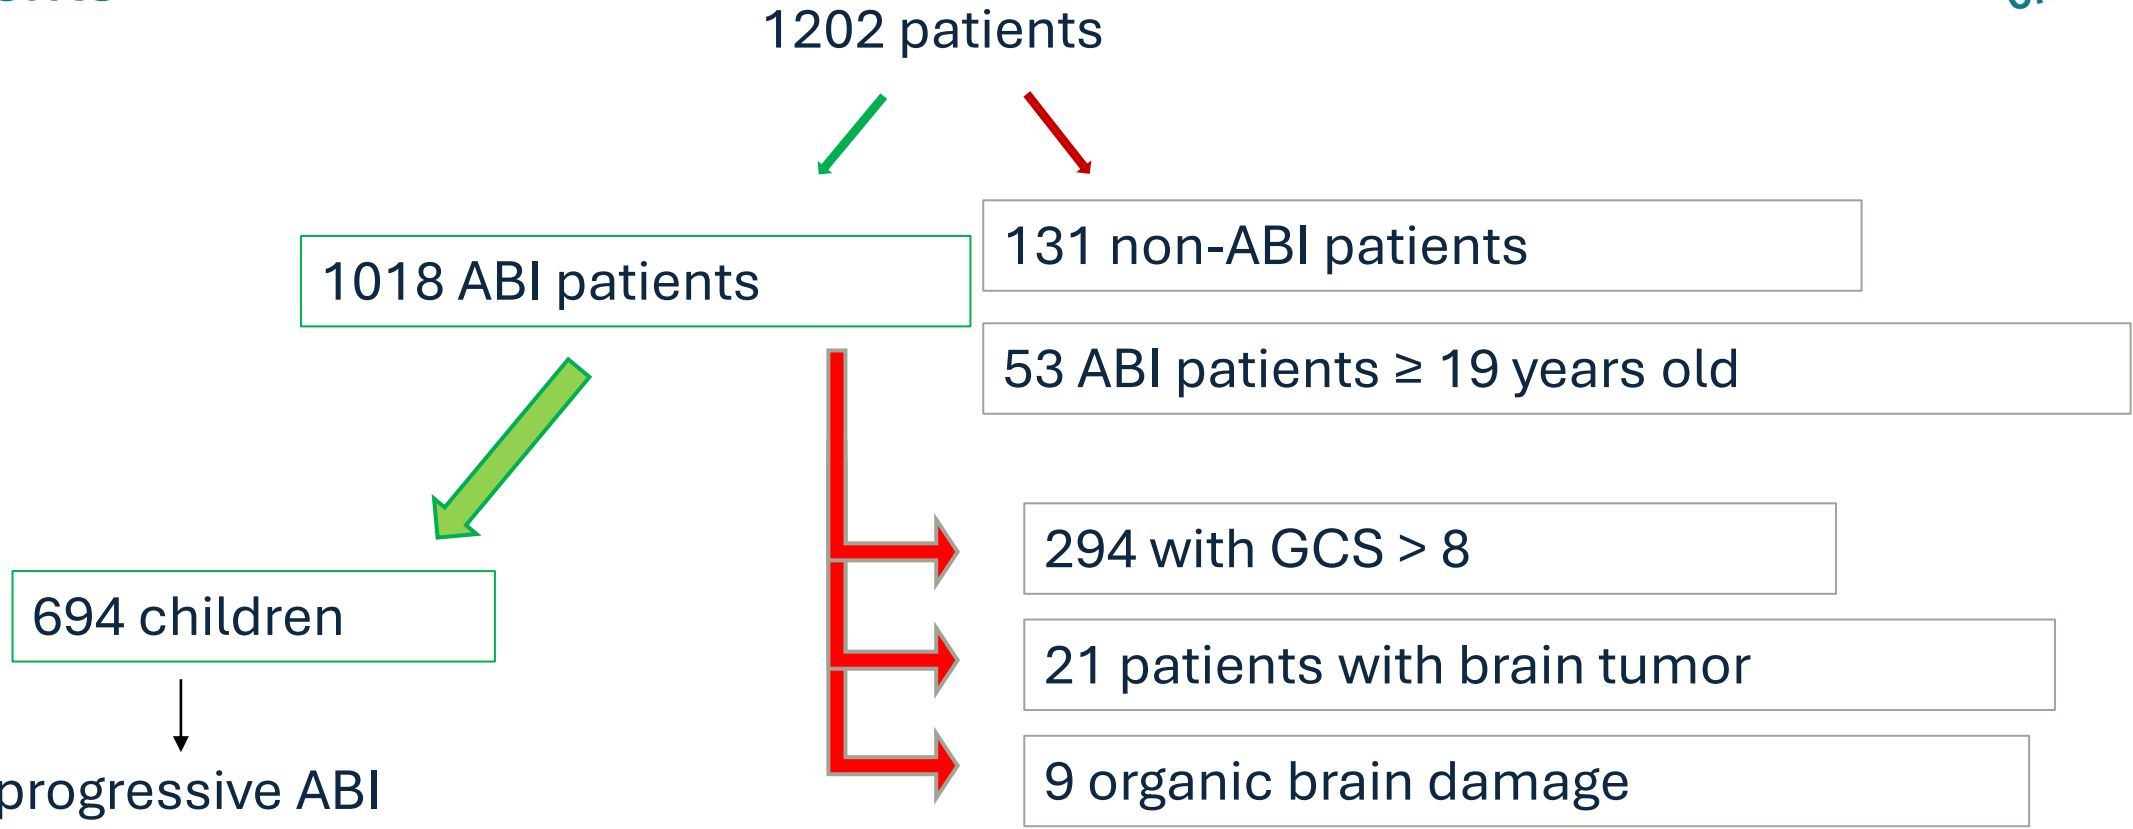 1202 patients
1018 ABI patients
131 non-ABI patients
53 ABI patients ≥ 19 years old
294 with GCS > 8
694 children
21 patients with brain tumor
9 organic brain damage
progressive ABI